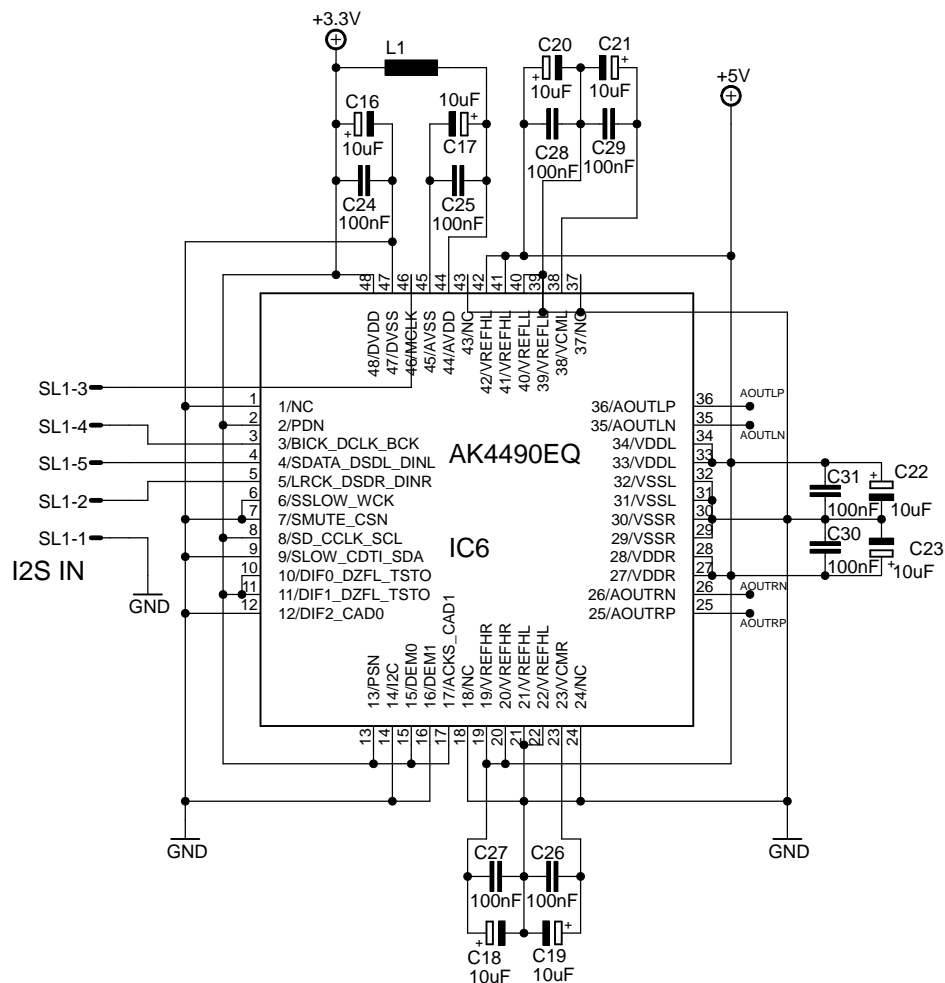 +3.3V
L1
C16
10uF
C24
100nF
10uF
C17
C25
100nF
C20
10uF
C21
10uF
C28
100nF
C29
100nF
+5V
48
47
46
45
44
43
42
41
40
39
38
37
48/DVDD
47/DVSS
46/MCLK
45/AVSS
44/AVDD
43/NC
42/VREFHL
41/VREFHL
40/VREFLL
39/VREFLL
38/VCML
37/NC
SL1-3
SL1-4
SL1-5
SL1-2
SL1-1
I2S IN
GND
1
2
3
4
5
6
7
8
9
10
11
12
1/NC
2/PDN
3/BICK_DCLK_BCK
4/SDATA_DSDL_DINL
5/LRCK_DSDR_DINR
6/SSLOW_WCK
7/SMUTE_CSN
8/SD_CCLK_SCL
9/SLOW_CDTI_SDA
10/DIF0_DZFL_TSTO
11/DIF1_DZFL_TSTO
12/DIF2_CAD0
AK4490EQ
IC6
36/AOUTLP
35/AOUTLN
34/VDDL
33/VDDL
32/VSSL
31/VSSL
30/VSSR
29/VSSR
28/VDDR
27/VDDR
26/AOUTRN
25/AOUTRP
36
35
34
33
32
31
30
29
28
27
26
25
AOUTLP
AOUTLN
AOUTRN
AOUTRP
C31
100nF
C30
100nF
C22
10uF
C23
10uF
13/PSN
14/I2C
15/DEM0
16/DEM1
17/ACKS_CAD1
18/NC
19/VREFHR
20/VREFHR
21/VREFHL
22/VREFHL
23/VCMR
24/NC
13
14
15
16
17
18
19
20
21
22
23
24
GND
GND
C27
100nF
C26
100nF
C18
10uF
C19
10uF